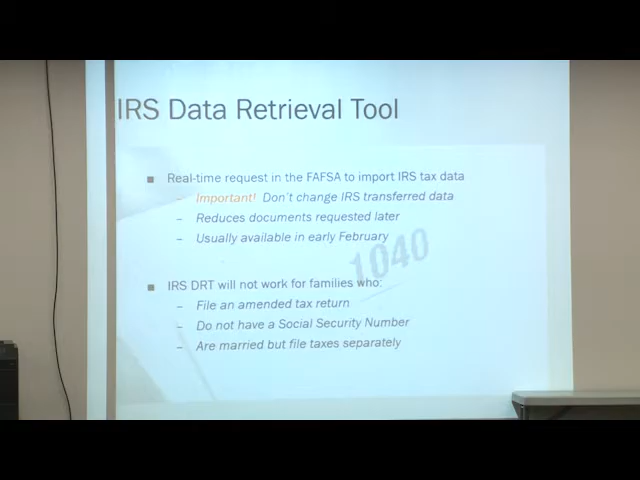 IRS Data Retrieval Tool
■ Real-time request in the FAFSA to import IRS tax data
– Important! Don't change IRS transferred data
– Reduces documents requested later
– Usually available in early February
1040
■ IRS DRT will not work for families who:
– File an amended tax return
– Do not have a Social Security Number
– Are married but file taxes separately